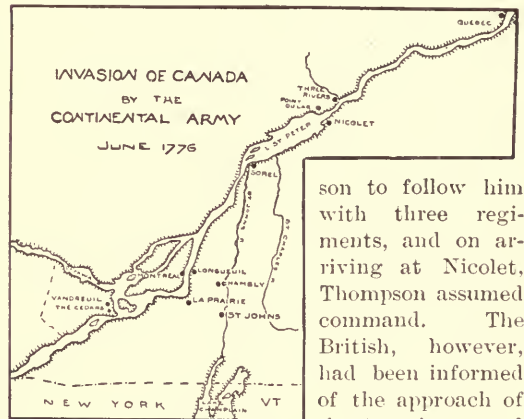 INVASION OF CANADA
BY THE
CONTINENTAL ARMY
JUNE 1776
QUEBEC
THREE
RIVERS
POINT
DU LAC
NICOLET
L. ST PETER
SOREL
MONTREAL
LONGUEUIL
CHAMBLY
VANDREUIL
THE CEDARS
LA PRAIRIE
ST JOHNS
NEW YORK
VT
CHAMPLAIN
son to follow him
with three regi-
ments, and on ar-
riving at Nicolet,
Thompson assumed
command. The
British, however,
had been informed
of the approach of